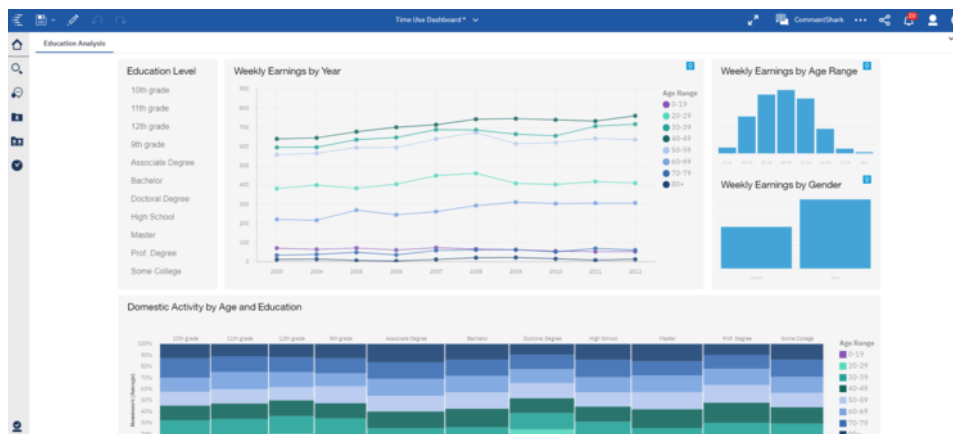 Time Use Dashboard *
CommentShark
Education Analysis
Education Level
10th grade
11th grade
12th grade
9th grade
Associate Degree
Bachelor
Doctoral Degree
High School
Master
Prof. Degree
Some College
Weekly Earnings by Year
900
800
700
600
500
400
300
200
100
0
2003 2004 2005 2006 2007 2008 2009 2010 2011 2012
Age Range
0-19
20-29
30-39
40-49
50-59
60-69
70-79
80+
Weekly Earnings by Age Range
Weekly Earnings by Gender
Domestic Activity by Age and Education
10th grade 11th grade 12th grade 9th grade Associate Degree Bachelor Doctoral Degree High School Master Prof. Degree Some College
100%
90%
80%
70%
60%
50%
40%
30%
20%
Housework (Average)
Age Range
0-19
20-29
30-39
40-49
50-59
60-69
70-79